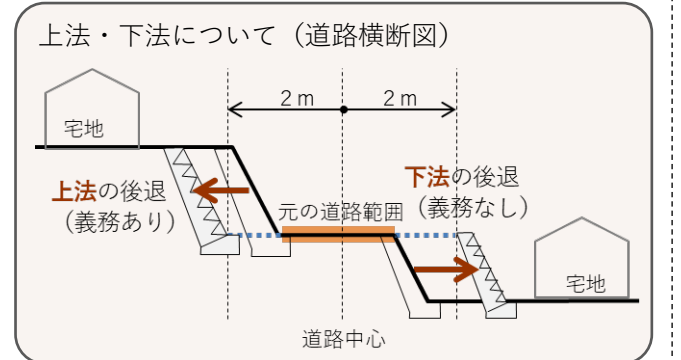 上法・下法について（道路横断図）
2 m
2 m
宅地
上法の後退
（義務あり）
下法の後退
（義務なし）
元の道路範囲
宅地
道路中心